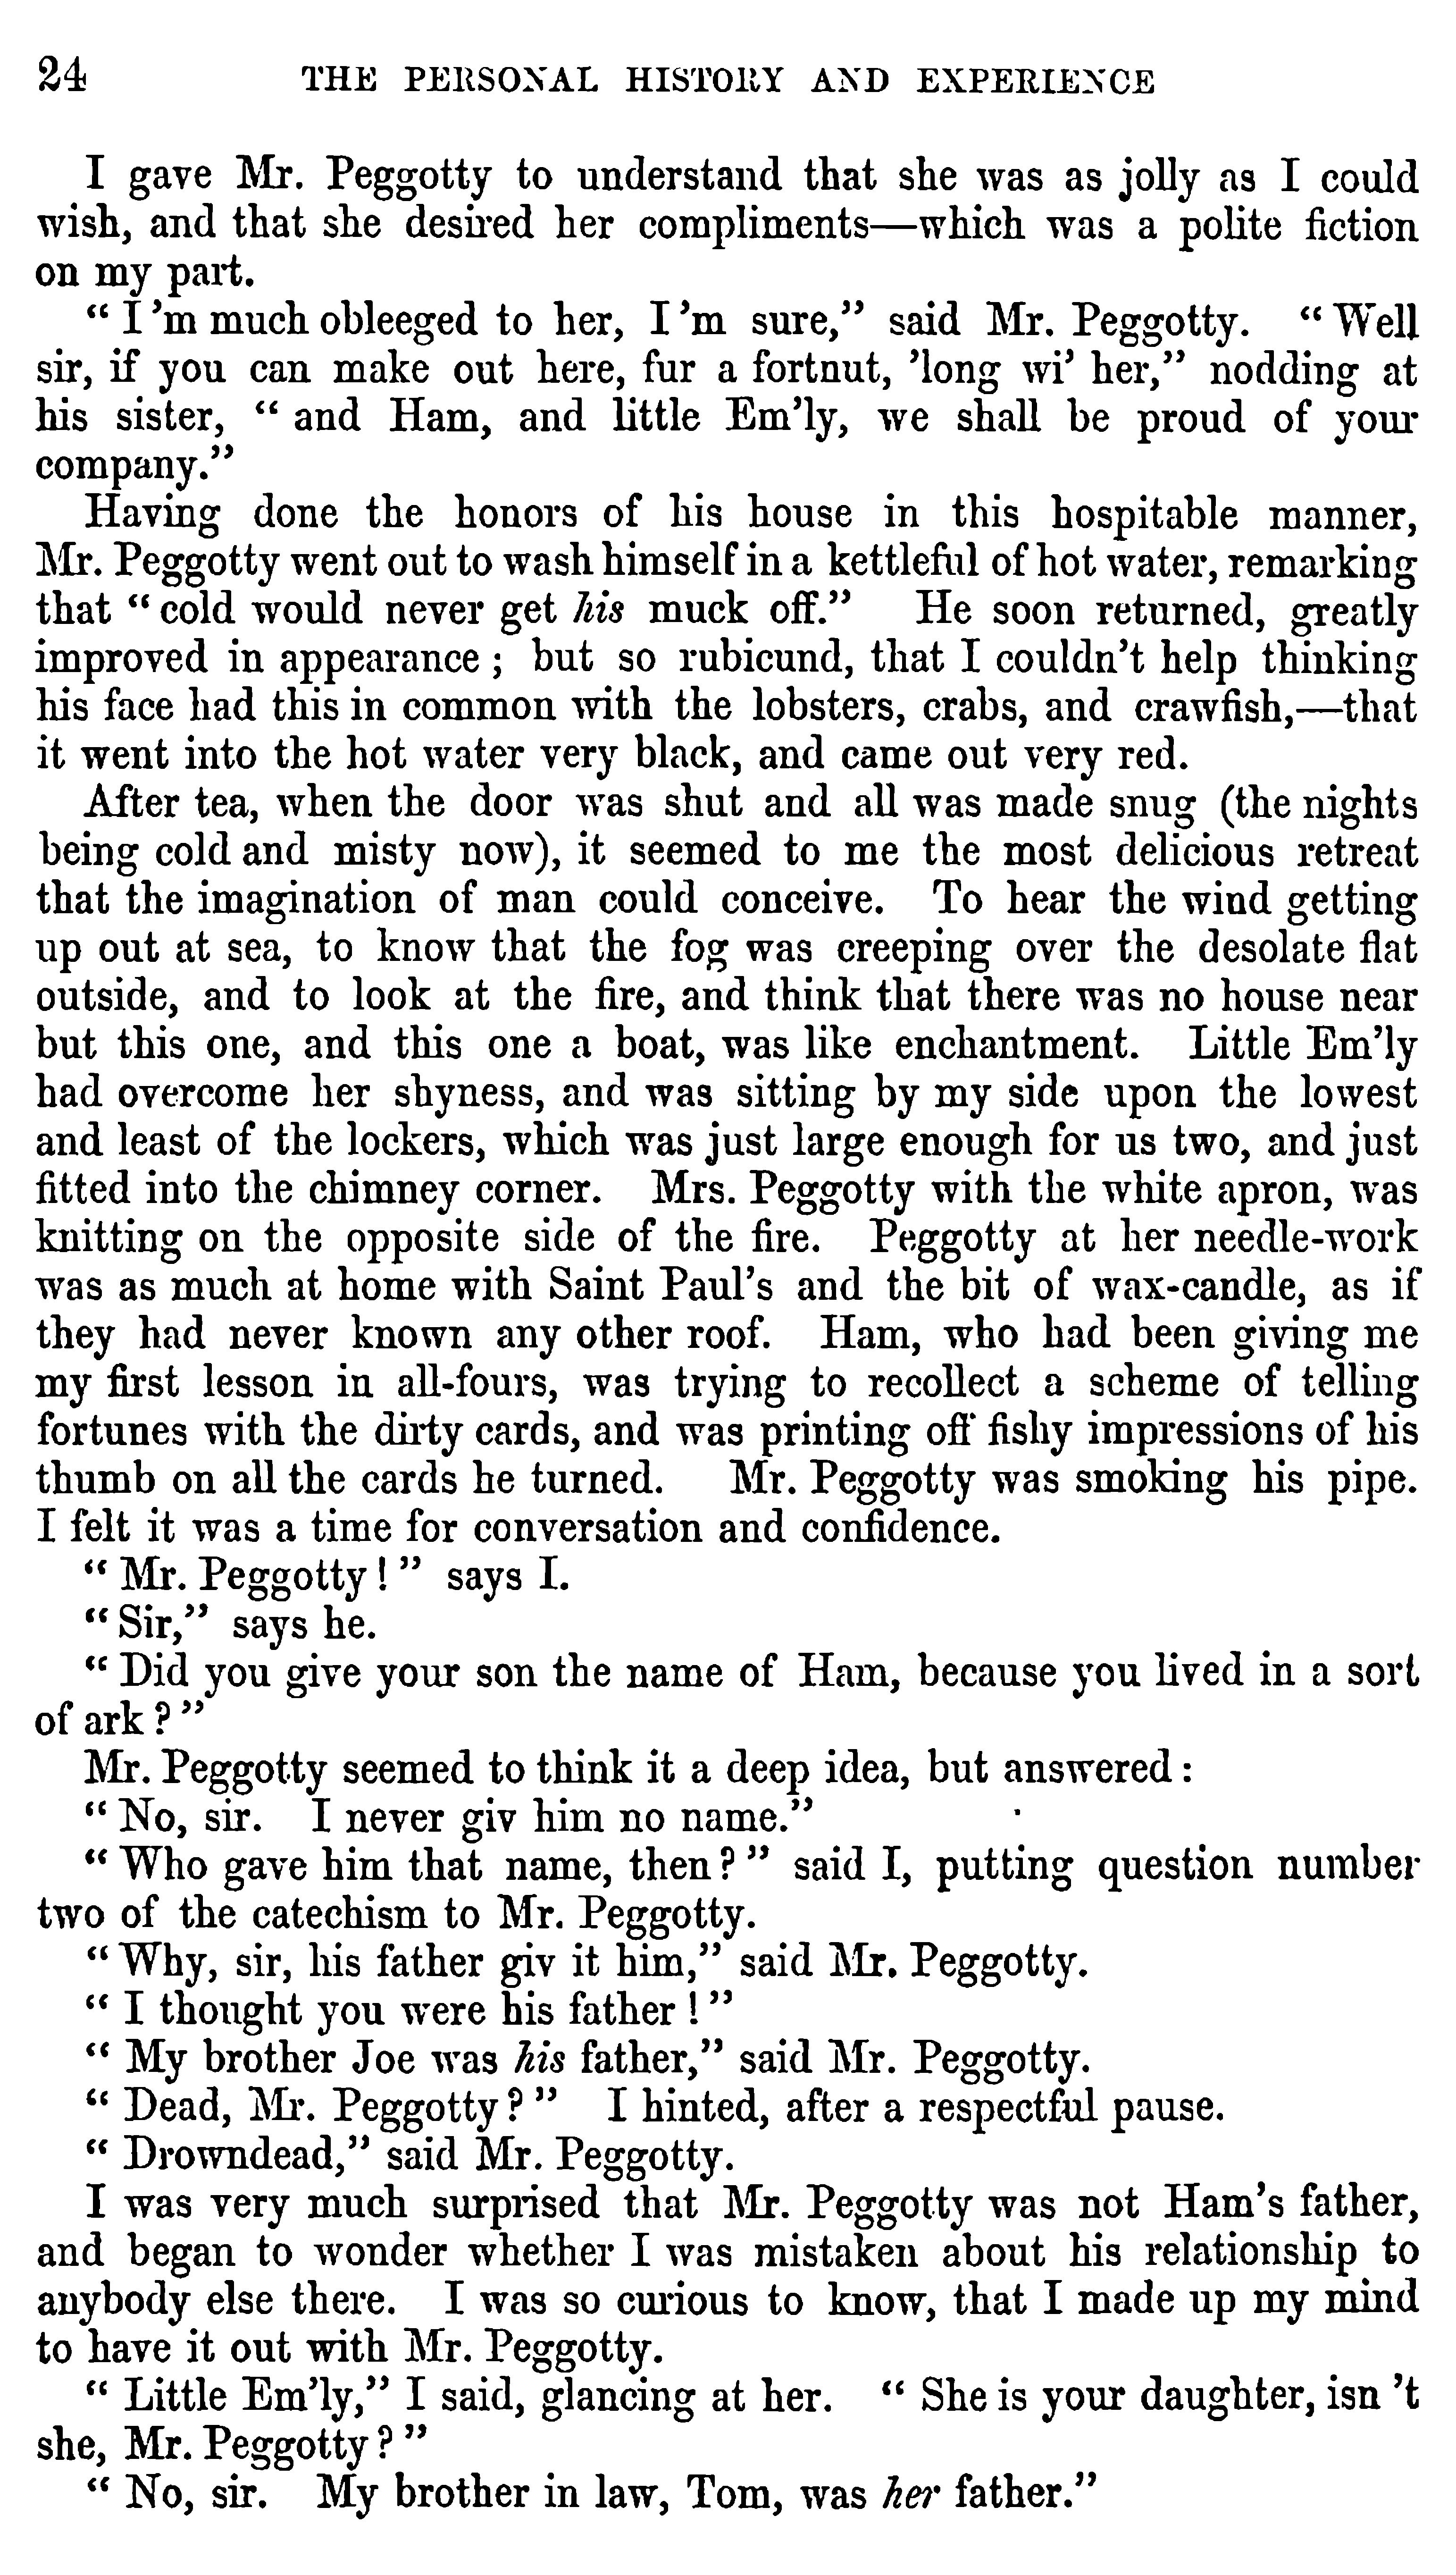 24 THE PERSONAL HISTORY AND EXPERIENCE
I gave Mr. Peggotty to understand that she was as jolly as I could
wish, and that she desired her compliments—which was a polite fiction
on my part.
“ I ’m much obleeged to her, I ’m sure,” said Mr. Peggotty. “ Well
sir, if you can make out here, fur a fortnut, ’long wi’ her,” nodding at
his sister, “ and Ham, and little Em’ly, we shall be proud of your
company.”
Having done the honors of his house in this hospitable manner,
Mr. Peggotty went out to wash himself in a kettleful of hot water, remarking
that “ cold would never get his muck off.” He soon returned, greatly
improved in appearance ; but so rubicund, that I couldn’t help thinking
his face had this in common with the lobsters, crabs, and crawfish,—that
it went into the hot water very black, and came out very red.
After tea, when the door was shut and all was made snug (the nights
being cold and misty now), it seemed to me the most delicious retreat
that the imagination of man could conceive. To hear the wind getting
up out at sea, to know that the fog was creeping over the desolate flat
outside, and to look at the fire, and think that there was no house near
but this one, and this one a boat, was like enchantment. Little Em’ly
had overcome her shyness, and was sitting by my side upon the lowest
and least of the lockers, which was just large enough for us two, and just
fitted into the chimney corner. Mrs. Peggotty with the white apron, was
knitting on the opposite side of the fire. Peggotty at her needle-work
was as much at home with Saint Paul’s and the bit of wax-candle, as if
they had never known any other roof. Ham, who had been giving me
my first lesson in all-fours, was trying to recollect a scheme of telling
fortunes with the dirty cards, and was printing off fishy impressions of his
thumb on all the cards he turned. Mr. Peggotty was smoking his pipe.
I felt it was a time for conversation and confidence.
“ Mr. Peggotty ! ” says I.
“ Sir,” says he.
“ Did you give your son the name of Ham, because you lived in a sort
of ark ? ”
Mr. Peggotty seemed to think it a deep idea, but answered :
“ No, sir. I never giv him no name.”
“ Who gave him that name, then ? ” said I, putting question number
two of the catechism to Mr. Peggotty.
“ Why, sir, his father giv it him,” said Mr. Peggotty.
“ I thought you were his father ! ”
“ My brother Joe was his father,” said Mr. Peggotty.
“ Dead, Mr. Peggotty ? ” I hinted, after a respectful pause.
“ Drowndead,” said Mr. Peggotty.
I was very much surprised that Mr. Peggotty was not Ham’s father,
and began to wonder whether I was mistaken about his relationship to
anybody else there. I was so curious to know, that I made up my mind
to have it out with Mr. Peggotty.
“ Little Em’ly,” I said, glancing at her. “ She is your daughter, isn ’t
she, Mr. Peggotty ? ”
“ No, sir. My brother in law, Tom, was her father.”